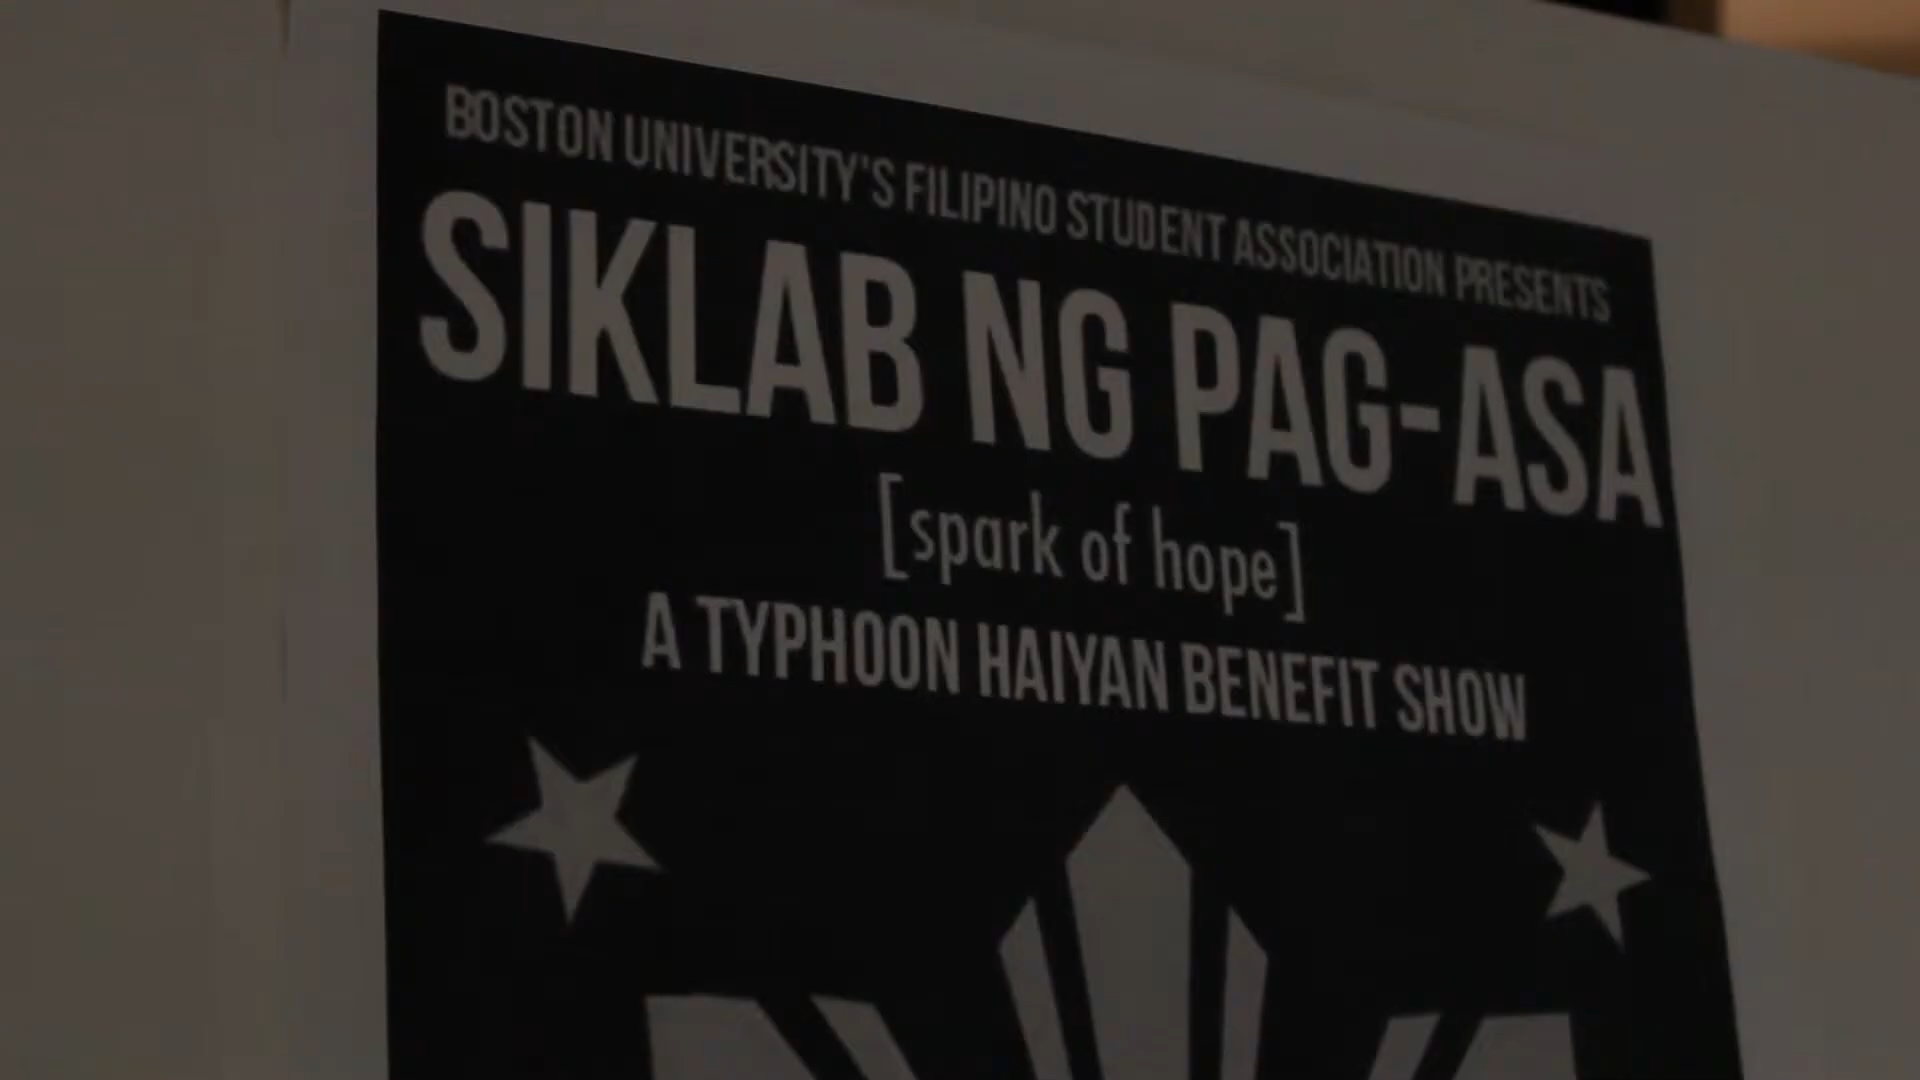 BOSTON UNIVERSITY'S FILIPINO STUDENT ASSOCIATION PRESENTS
SIKLAB NG PAG-ASA
[spark of hope]
A TYPHOON HAIYAN BENEFIT SHOW